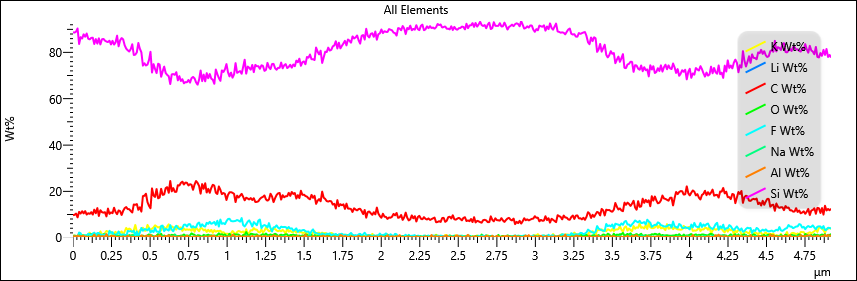 All Elements
Wt%
80
60
40
20
0
K Wt%
Li Wt%
C Wt%
O Wt%
F Wt%
Na Wt%
Al Wt%
Si Wt%
0 0.25 0.5 0.75 1 1.25 1.5 1.75 2 2.25 2.5 2.75 3 3.25 3.5 3.75 4 4.25 4.5 4.75
µm